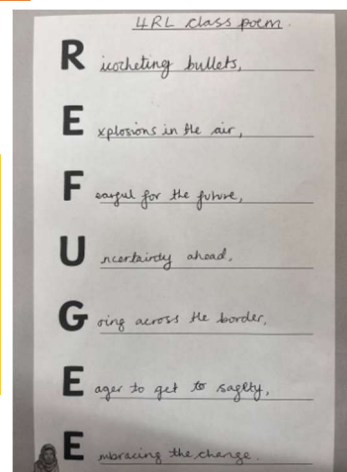 4RL class poem.
Ricocheting bullets,
Explosions in the air,
Fearful for the future,
Uncertainty ahead,
Going across the border,
Eager to get to safety,
Embracing the change.